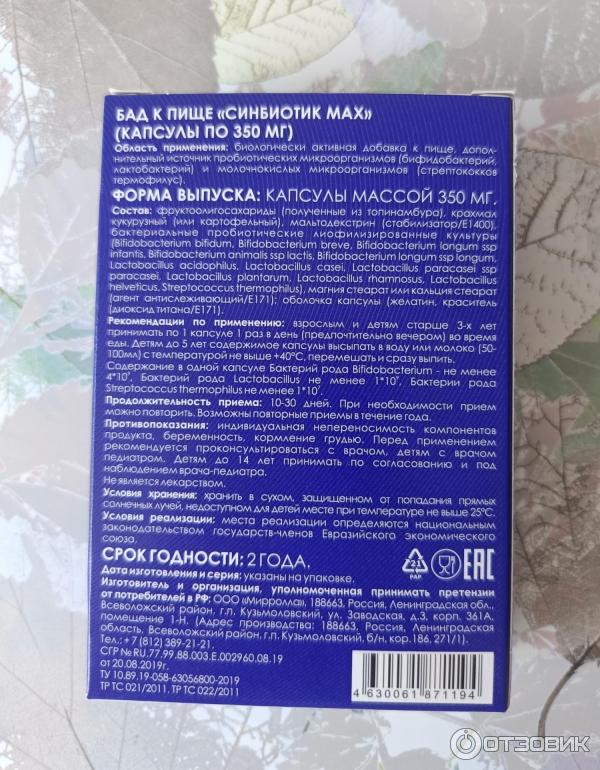 БАД К ПИЩЕ «СИНБИОТИК МАХ»
(КАПСУЛЫ ПО 350 МГ)
Область применения: биологически активная добавка к пище, допол-
нительный источник пробиотических микроорганизмов (бифидобактерий,
лактобактерий) и молочнокислых микроорганизмов (стрептококков
термофилус).
ФОРМА ВЫПУСКА: КАПСУЛЫ МАССОЙ 350 МГ.
Состав: фруктоолигосахариды (полученные из топинамбура), крахмал
кукурузный (или картофельный), мальтодекстрин (стабилизатор/Е1400),
бактериальные пробиотические лиофилизированные культуры
(Bifidobacterium bifidum, Bifidobacterium breve, Bifidobacterium longum ssp
infantis, Bifidobacterium animalis ssp lactis, Bifidobacterium longum ssp longum,
Lactobacillus acidophilus, Lactobacillus casei, Lactobacillus paracasei ssp
paracasei, Lactobacillus plantarum, Lactobacillus rhamnosus, Lactobacillus
helveticus, Streptococcus thermophilus), магния стеарат или кальция стеарат
(агент антислеживающий/Е171); оболочка капсулы (желатин, краситель
(диоксид титана/Е171).
Рекомендации по применению: взрослым и детям старше 3-х лет
принимать по 1 капсуле 1 раз в день (предпочтительно вечером) во время
еды. Детям до 5 лет содержимое капсулы высыпать в воду или молоко (50-
100мл) с температурой не выше +40°С, перемешать и сразу выпить.
Содержание в одной капсуле Бактерий рода Bifidobacterium - не менее
4*10⁷, Бактерий рода Lactobacillus не менее 1*10⁷, Бактерии рода
Streptococcus thermophilus не менее 1*10⁷.
Продолжительность приема: 10-30 дней. При необходимости прием
можно повторить. Возможны повторные приемы в течение года.
Противопоказания: индивидуальная непереносимость компонентов
продукта, беременность, кормление грудью. Перед применением
рекомендуется проконсультироваться с врачом, детям с врачом
педиатром. Детям до 14 лет принимать по согласованию и под
наблюдением врача-педиатра.
Не является лекарством.
Условия хранения: хранить в сухом, защищенном от попадания прямых
солнечных лучей, недоступном для детей месте при температуре не выше 25°С.
Условия реализации: места реализации определяются национальным
законодательством государств-членов Евразийского экономического
союза.
СРОК ГОДНОСТИ: 2 ГОДА.
21
PAP
ЕАС
Дата изготовления и серия: указаны на упаковке.
Изготовитель и организация, уполномоченная принимать претензии
от потребителей в РФ: ООО «Мирролла», 188663, Россия, Ленинградская обл.,
Всеволожский район, г.п. Кузьмоловский, ул. Заводская, д.3, корп. 361А,
помещение 1-Н. (Адрес производства: 188663, Россия, Ленинградская
область, Всеволожский район, г.п. Кузьмоловский, б/н, кор.186, 271/1).
Тел.: +7 (812) 389-21-21.
СГР № RU.77.99.88.003.Е.002960.08.19
от 20.08.2019г.
ТУ 10.89.19-058-63056800-2019
ТР ТС 021/2011, ТР ТС 022/2011
4 630061 871194
ОТЗОВИК